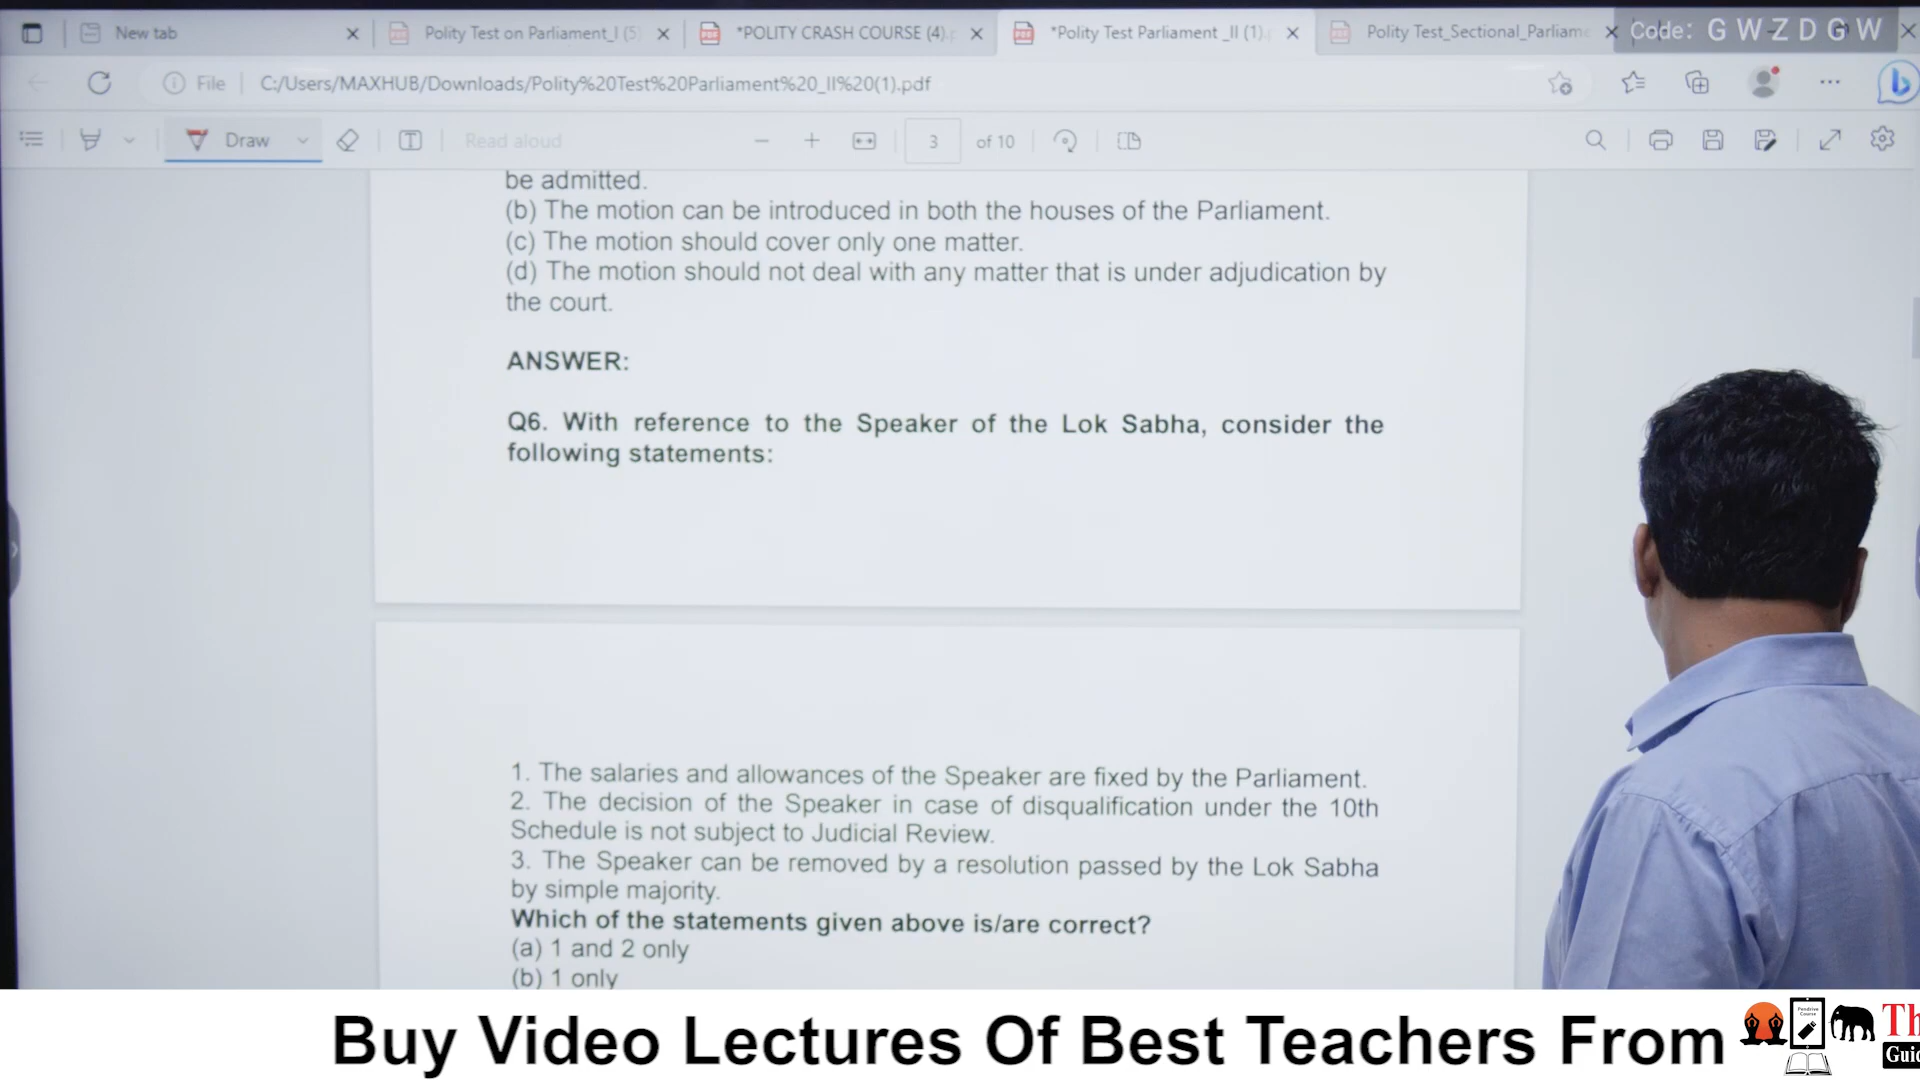 New tab
Polity Test on Parliament_I (5)
*POLITY CRASH COURSE (4).p
*Polity Test Parliament _II (1).
Polity Test_Sectional_Parliame
Code: G W Z D G W
File
C:/Users/MAXHUB/Downloads/Polity%20Test%20Parliament%20_II%20(1).pdf
Draw
Read aloud
3 of 10
be admitted.
(b) The motion can be introduced in both the houses of the Parliament.
(c) The motion should cover only one matter.
(d) The motion should not deal with any matter that is under adjudication by
the court.
ANSWER:
Q6. With reference to the Speaker of the Lok Sabha, consider the
following statements:
1. The salaries and allowances of the Speaker are fixed by the Parliament.
2. The decision of the Speaker in case of disqualification under the 10th
Schedule is not subject to Judicial Review.
3. The Speaker can be removed by a resolution passed by the Lok Sabha
by simple majority.
Which of the statements given above is/are correct?
(a) 1 and 2 only
(b) 1 only
Buy Video Lectures Of Best Teachers From
Pendrive
Course
Th
Guid